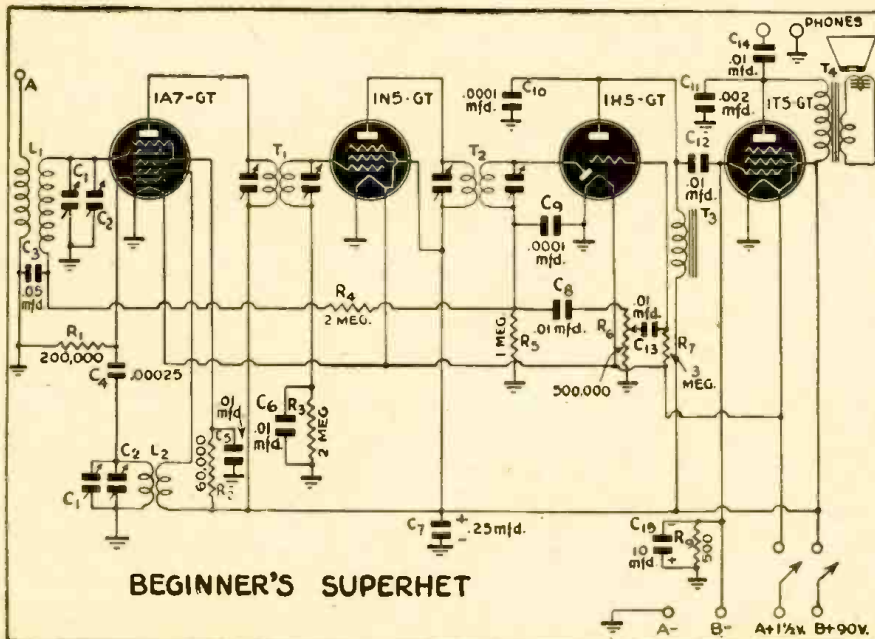 PHONES
A
1A7-GT
1N5-GT
1H5-GT
1T5-GT
C14
.01
mfd.
T4
.0001
mfd.
C10
C11
.002
mfd.
C12
.01
mfd.
L1
C1
C2
T1
T2
T3
C3
.05
mfd.
C9
.0001
mfd.
R4
2 MEG.
C8
.01 mfd.
R6
.01
mfd.
C13
R7
3
MEG.
1 MEG.
R5
500,000
R1
200,000
C4
.00025
.01
mfd.
C5
60,000
C6
.01
mfd.
R3
2 MEG
C1
C2
L2
C7
+
-
.25 mfd.
C15
10
mfd.
-
+
500
BEGINNER'S SUPERHET
A-
B-
A+1½V.
B+90V.